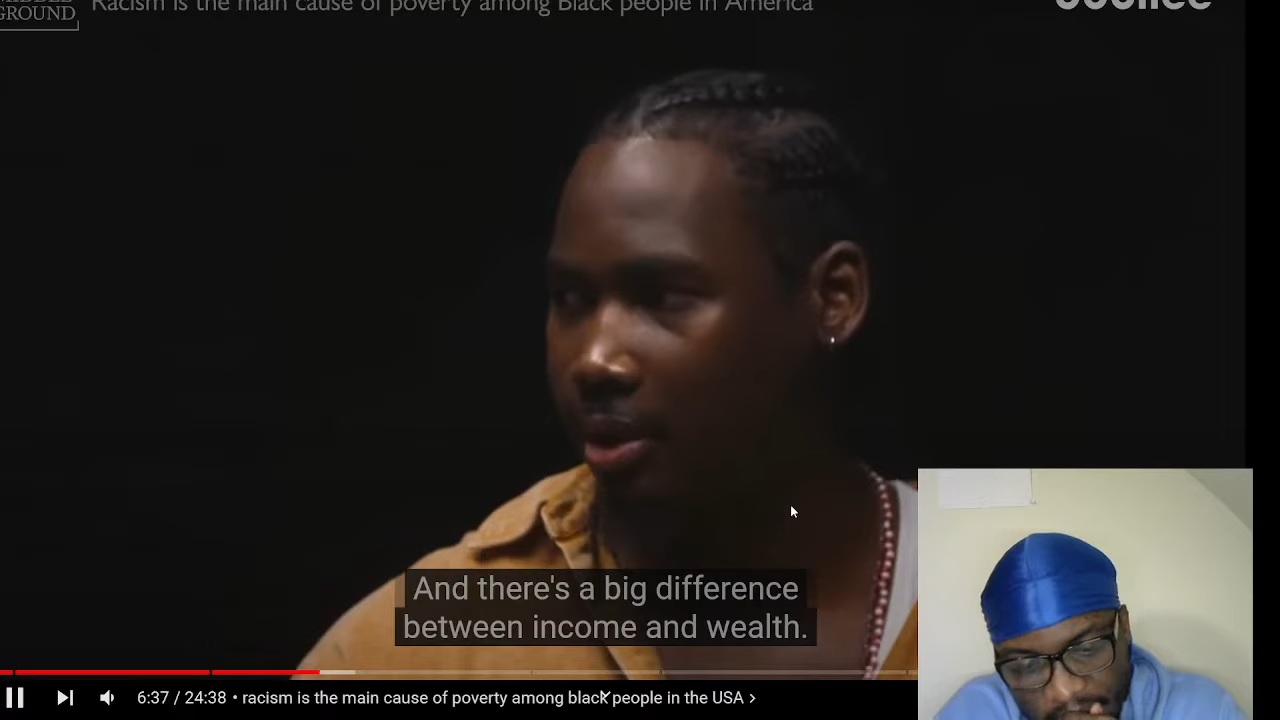 MIDDLE
GROUND
Racism is the main cause of poverty among Black people in America
Jubilee
And there's a big difference
between income and wealth.
6:37 / 24:38 • racism is the main cause of poverty among black people in the USA >